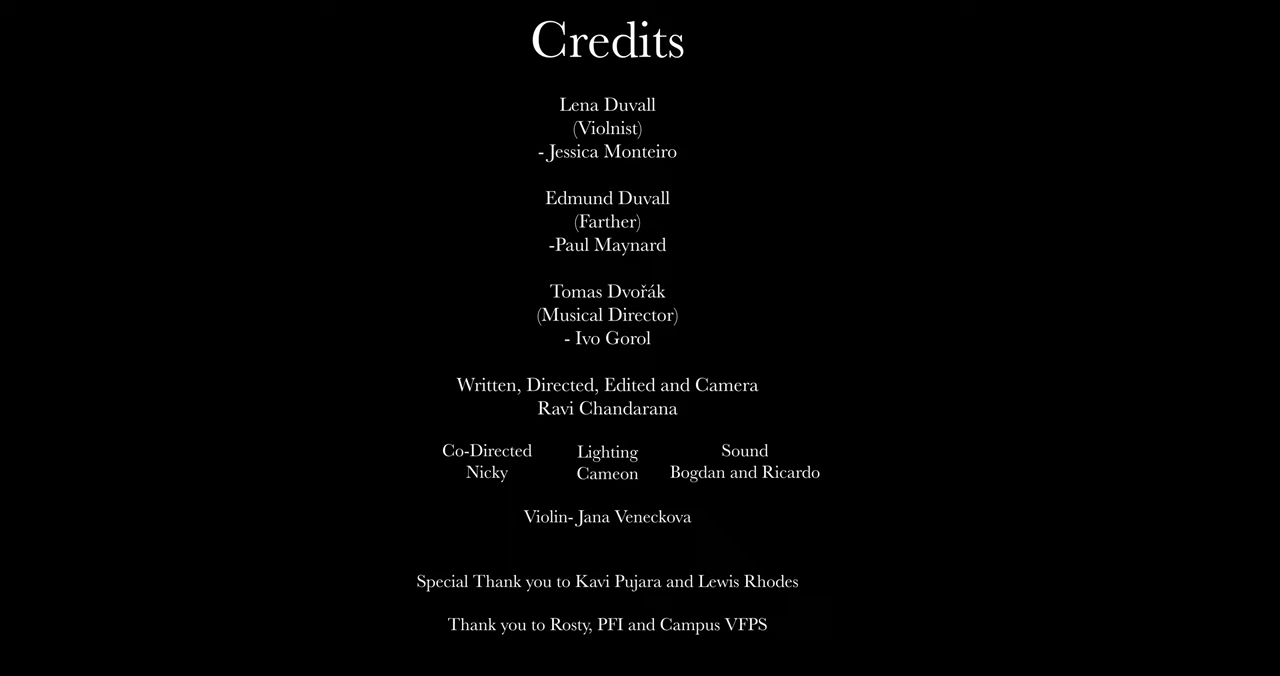 Credits
Lena Duvall
(Violnist)
- Jessica Monteiro
Edmund Duvall
(Farther)
-Paul Maynard
Tomas Dvořák
(Musical Director)
- Ivo Gorol
Written, Directed, Edited and Camera
Ravi Chandarana
Co-Directed
Nicky
Lighting
Cameon
Sound
Bogdan and Ricardo
Violin- Jana Veneckova
Special Thank you to Kavi Pujara and Lewis Rhodes
Thank you to Rosty, PFI and Campus VFPS